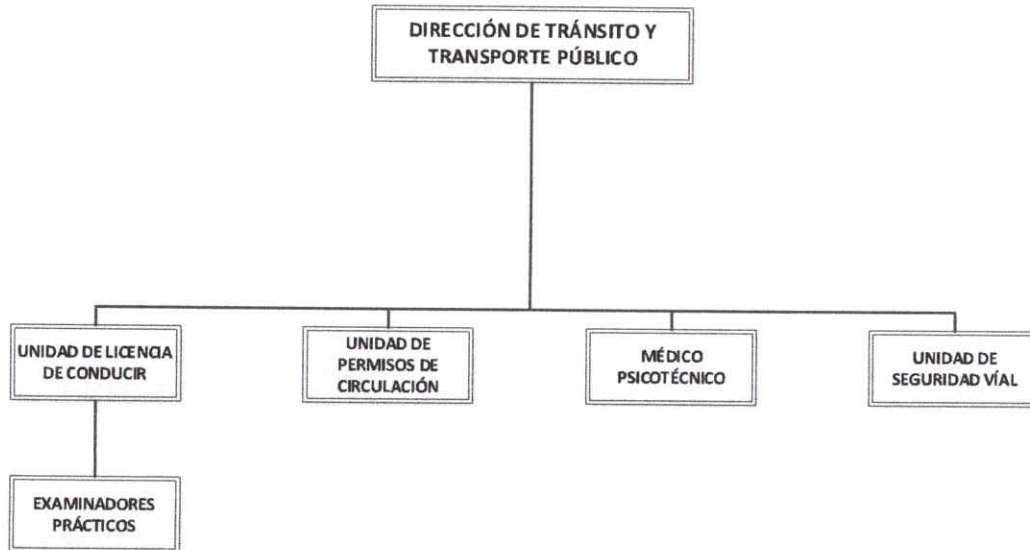 DIRECCIÓN DE TRÁNSITO Y
TRANSPORTE PÚBLICO
UNIDAD DE LICENCIA
DE CONDUCIR
UNIDAD DE
PERMISOS DE
CIRCULACIÓN
MÉDICO
PSICOTÉCNICO
UNIDAD DE
SEGURIDAD VÍAL
EXAMINADORES
PRÁCTICOS